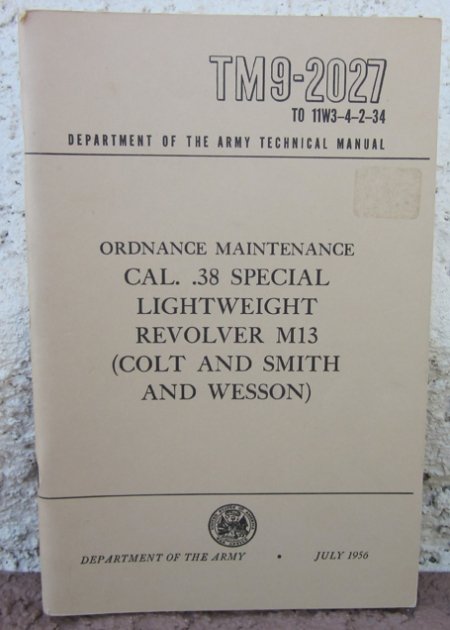 TM9-2027
TO 11W3-4-2-34
DEPARTMENT OF THE ARMY TECHNICAL MANUAL
ORDNANCE MAINTENANCE
CAL. .38 SPECIAL
LIGHTWEIGHT
REVOLVER M13
(COLT AND SMITH
AND WESSON)
DEPARTMENT OF THE ARMY • JULY 1956